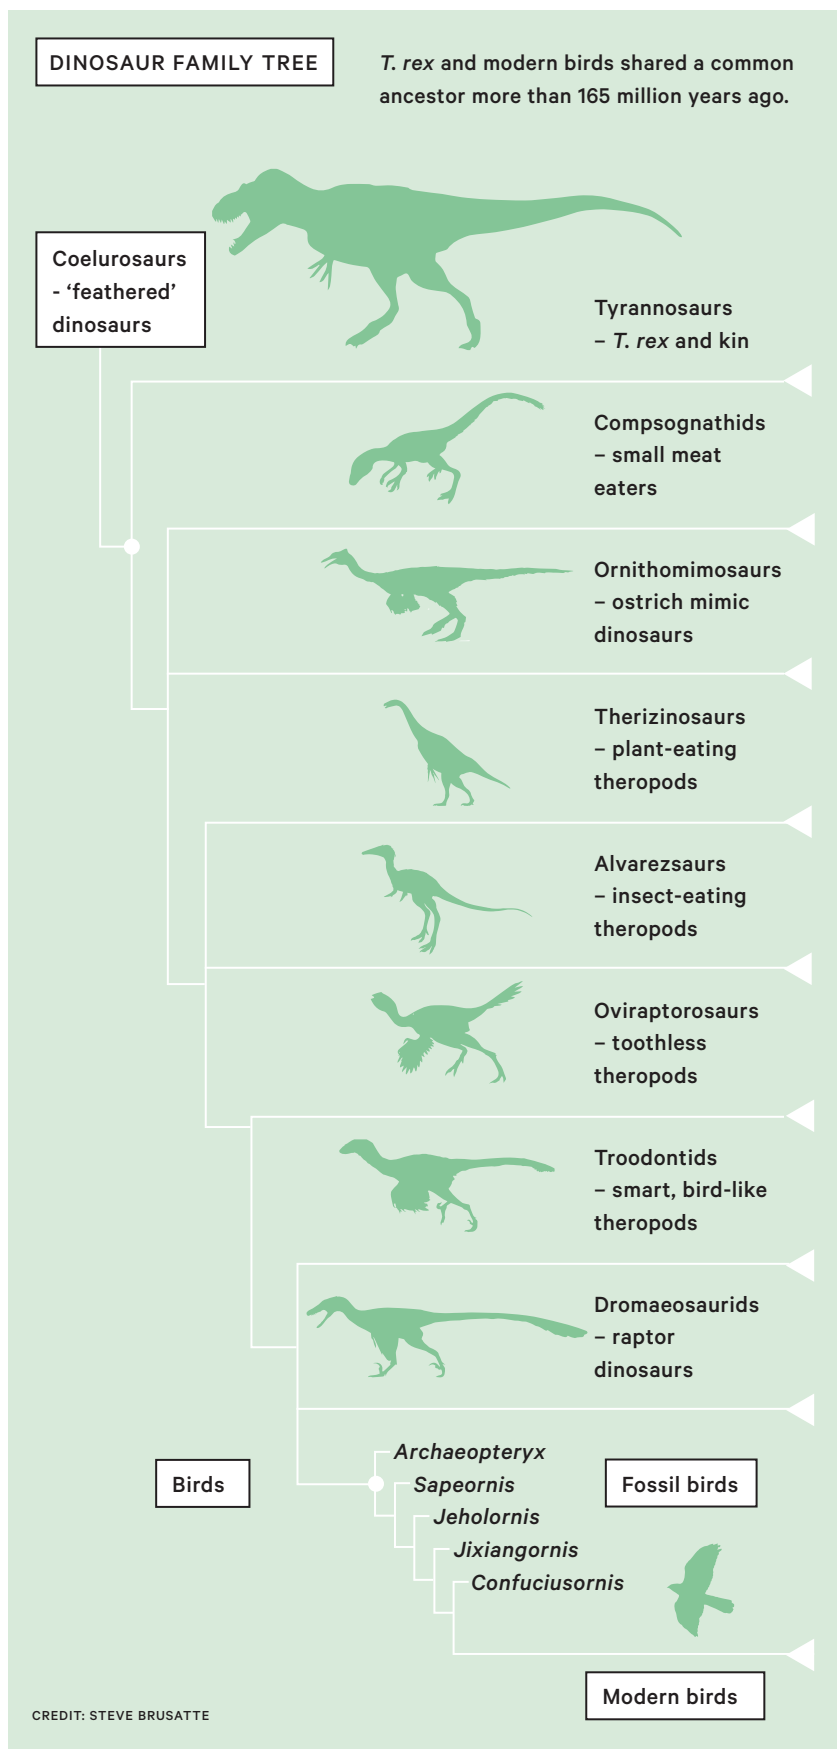 DINOSAUR FAMILY TREE
T. rex and modern birds shared a common
ancestor more than 165 million years ago.
Coelurosaurs
- ‘feathered’
dinosaurs
Tyrannosaurs
– T. rex and kin
Compsognathids
– small meat
eaters
Ornithomimosaurs
– ostrich mimic
dinosaurs
Therizinosaurs
– plant-eating
theropods
Alvarezsaurs
– insect-eating
theropods
Oviraptorosaurs
– toothless
theropods
Troodontids
– smart, bird-like
theropods
Dromaeosaurids
– raptor
dinosaurs
Birds
Archaeopteryx
Sapeornis
Jeholornis
Jixiangornis
Confuciusornis
Fossil birds
Modern birds
CREDIT: STEVE BRUSATTE